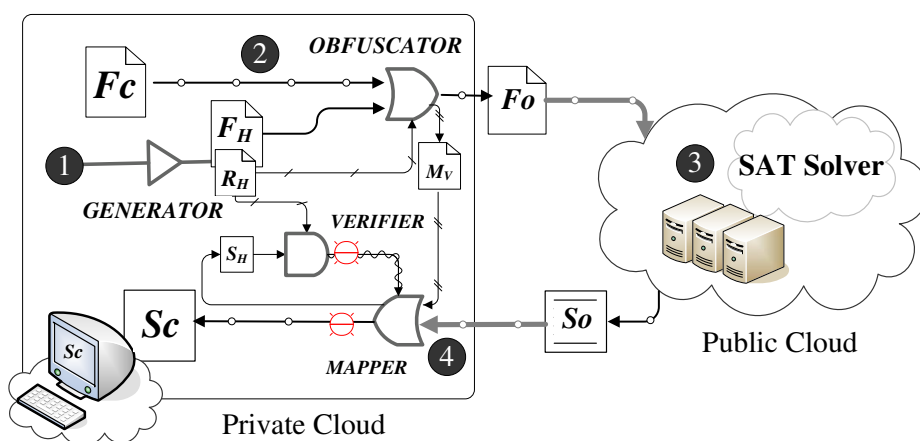 2
OBFUSCATOR
Fc
Fo
F_H
1
R_H
M_V
3
SAT Solver
GENERATOR
VERIFIER
S_H
Sc
So
Sc
MAPPER
4
Public Cloud
Private Cloud